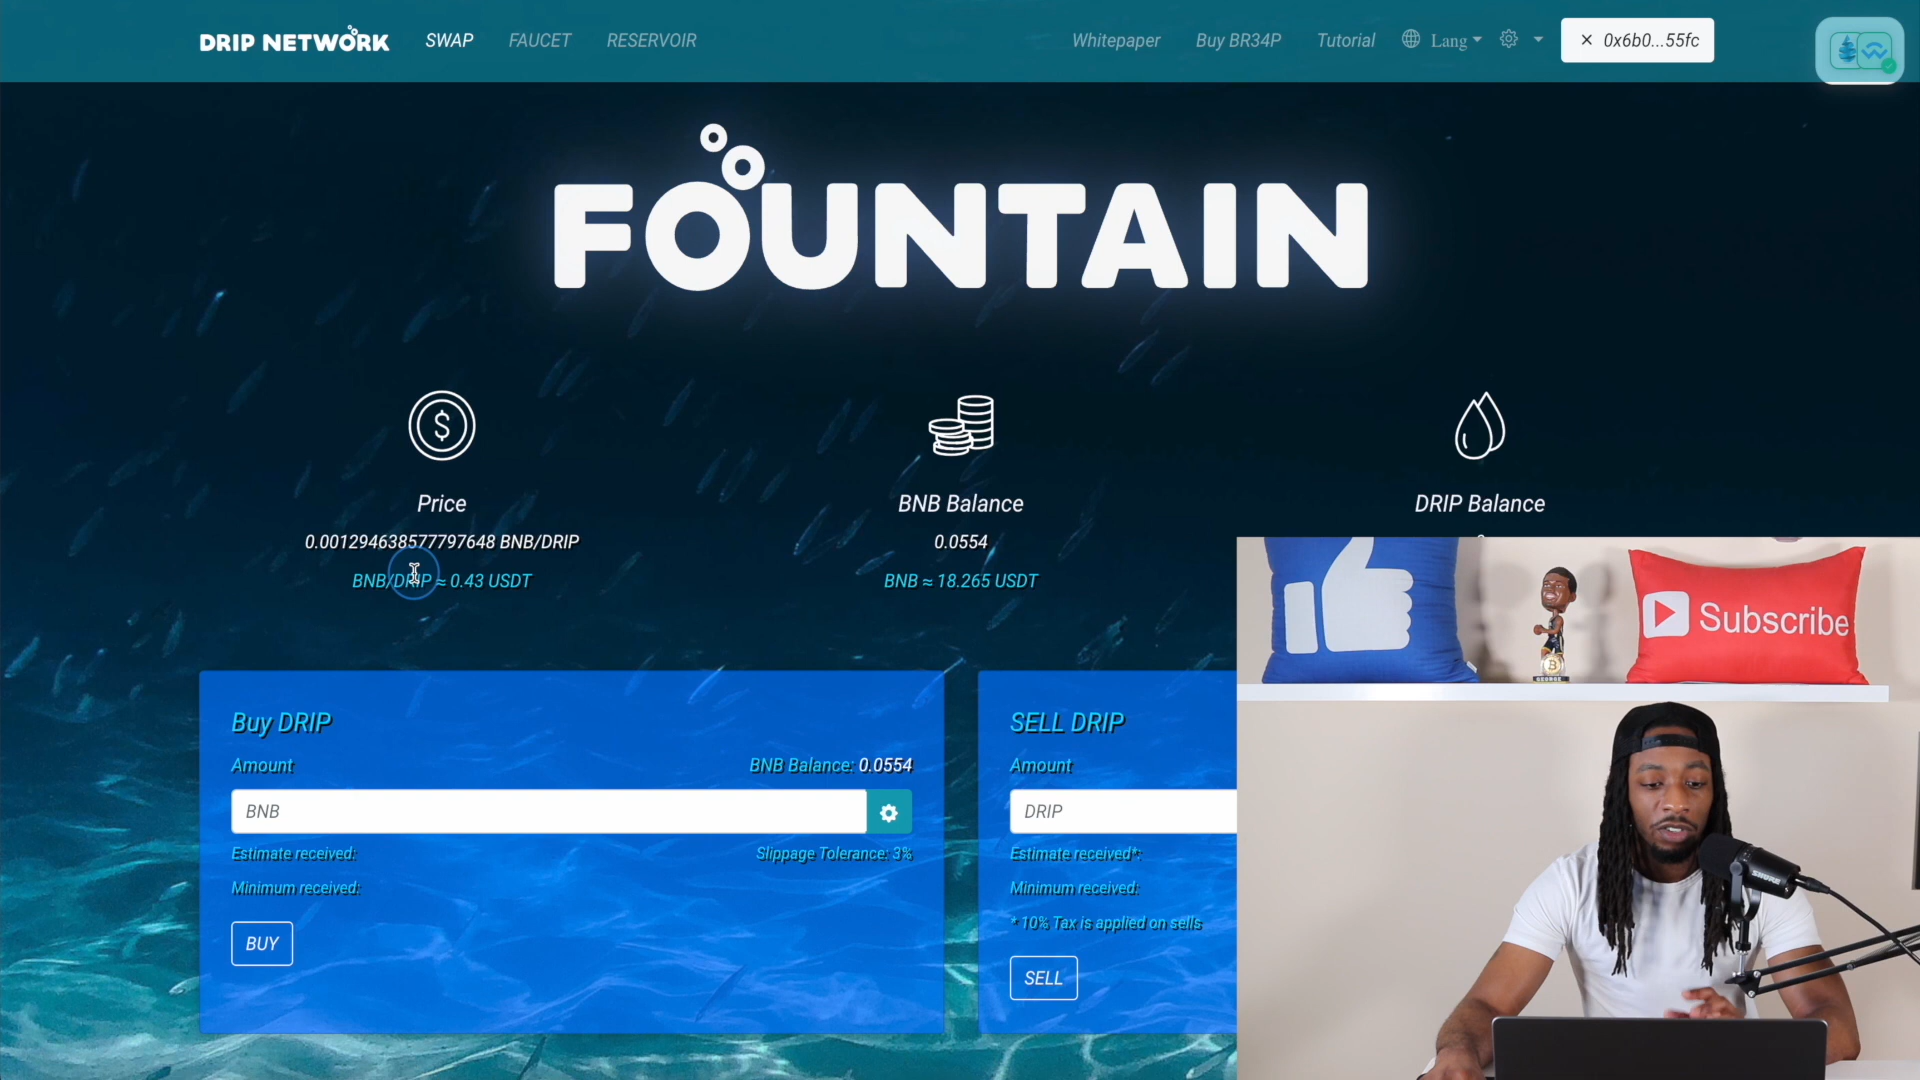 DRIP NETWORK
SWAP
FAUCET
RESERVOIR
Whitepaper
Buy BR34P
Tutorial
Lang
× 0x6b0...55fc
FOUNTAIN
Price
0.001294638577797648 BNB/DRIP
BNB/DRIP ≈ 0.43 USDT
BNB Balance
0.0554
BNB ≈ 18.265 USDT
DRIP Balance
Buy DRIP
Amount
BNB Balance: 0.0554
BNB
Estimate received:
Slippage Tolerance: 3%
Minimum received:
BUY
SELL DRIP
Amount
DRIP
Estimate received*:
Minimum received:
* 10% Tax is applied on sells
SELL
Subscribe
GEORGE
SHURE